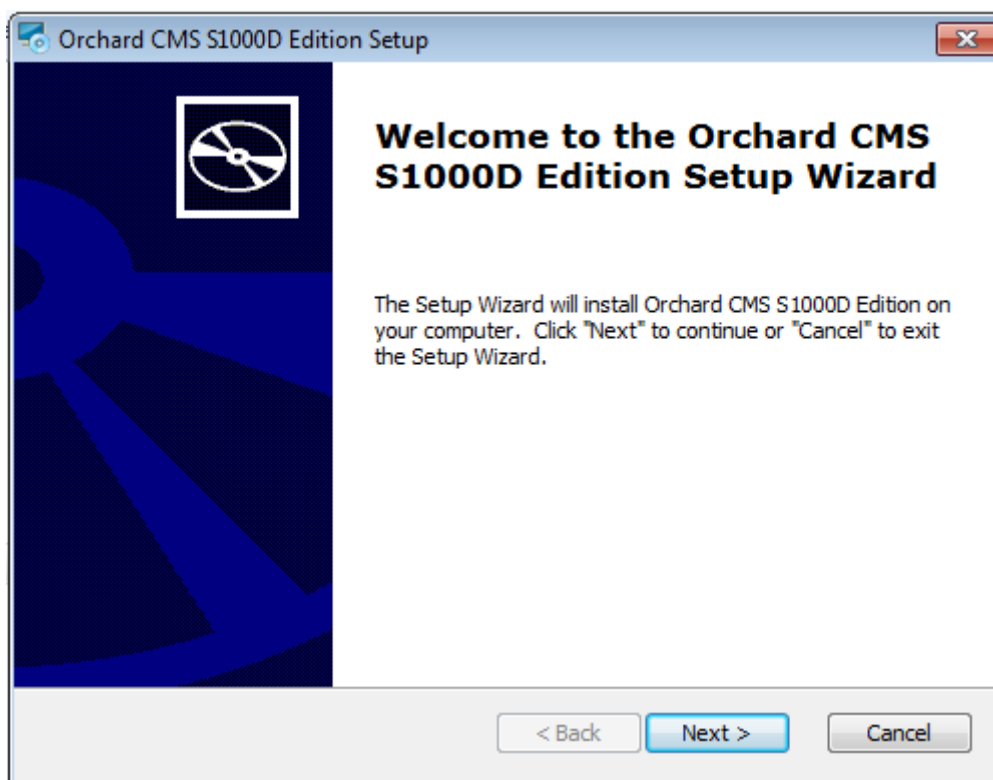 Orchard CMS S1000D Edition Setup
Welcome to the Orchard CMS
S1000D Edition Setup Wizard
The Setup Wizard will install Orchard CMS S1000D Edition on
your computer.  Click "Next" to continue or "Cancel" to exit
the Setup Wizard.
< Back
Next >
Cancel